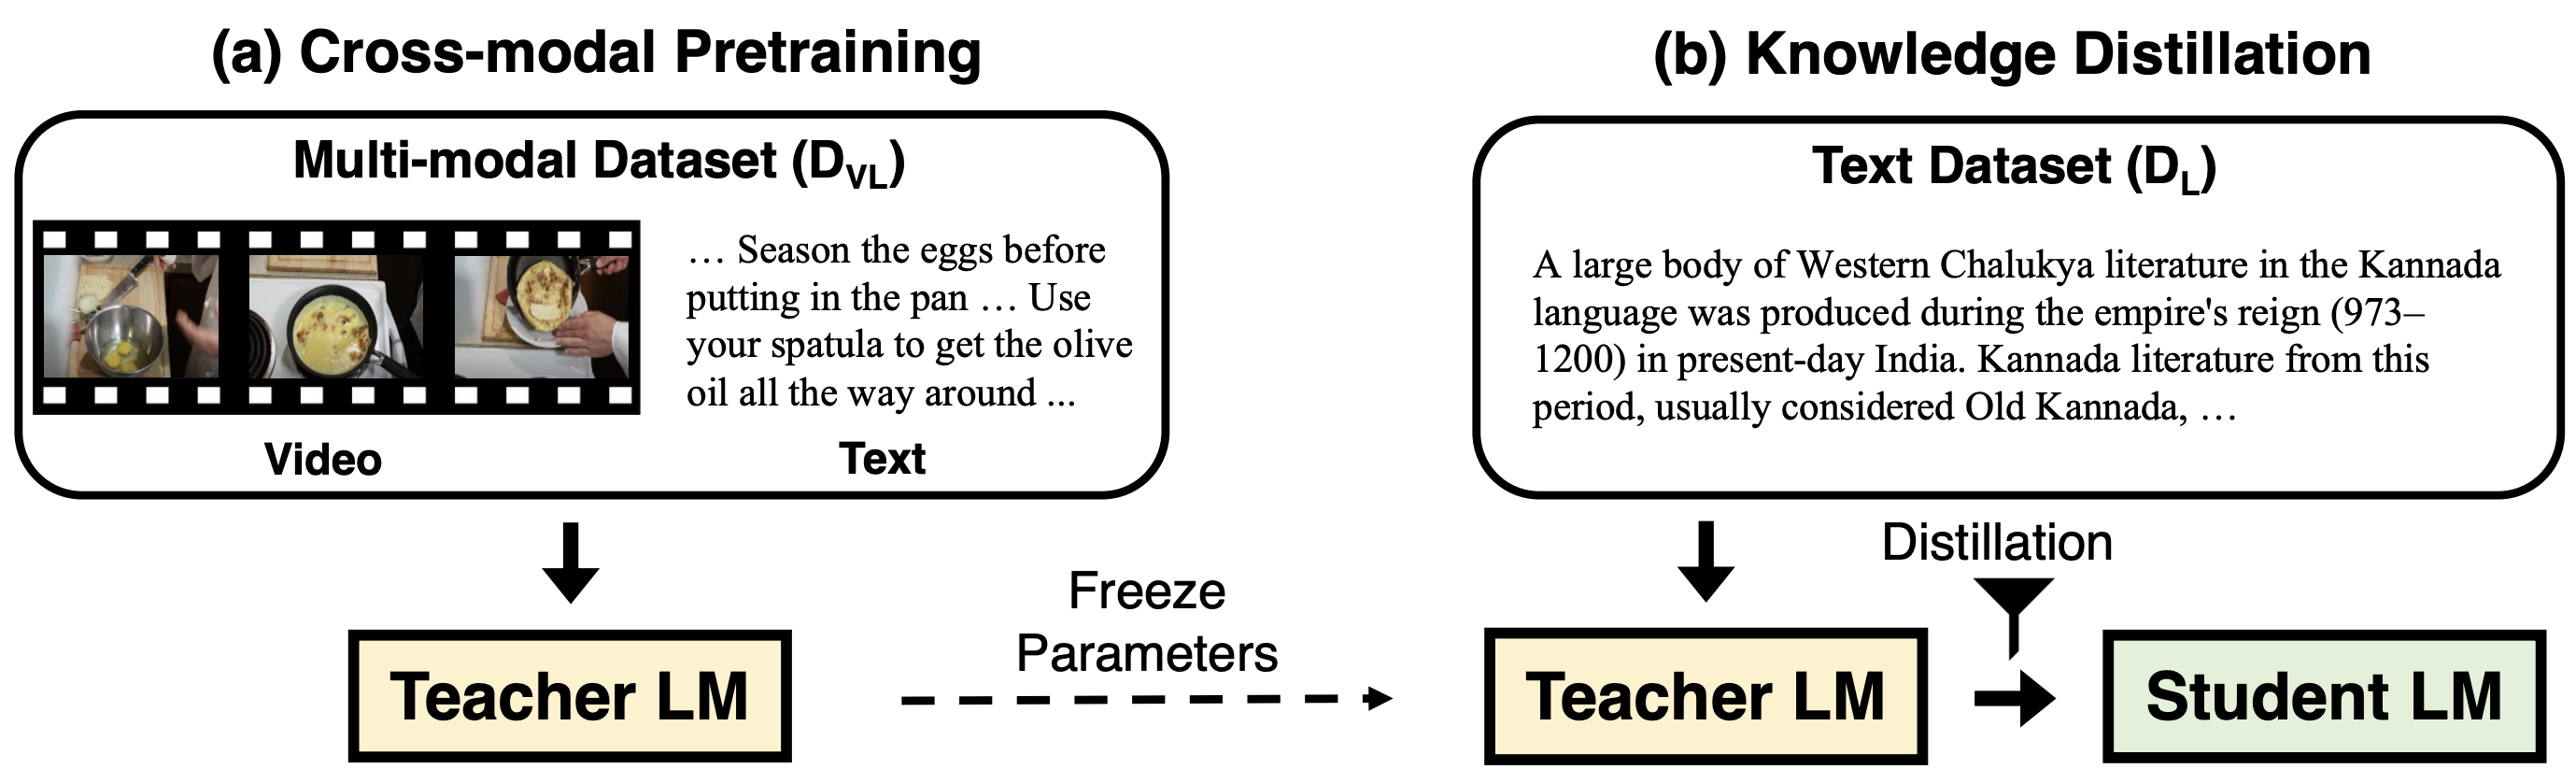 (a) Cross-modal Pretraining
Multi-modal Dataset (D_VL)
… Season the eggs before
putting in the pan … Use
your spatula to get the olive
oil all the way around ...
Video
Text
Teacher LM
Freeze
Parameters
(b) Knowledge Distillation
Text Dataset (D_L)
A large body of Western Chalukya literature in the Kannada
language was produced during the empire's reign (973–
1200) in present-day India. Kannada literature from this
period, usually considered Old Kannada, …
Distillation
Teacher LM
Student LM